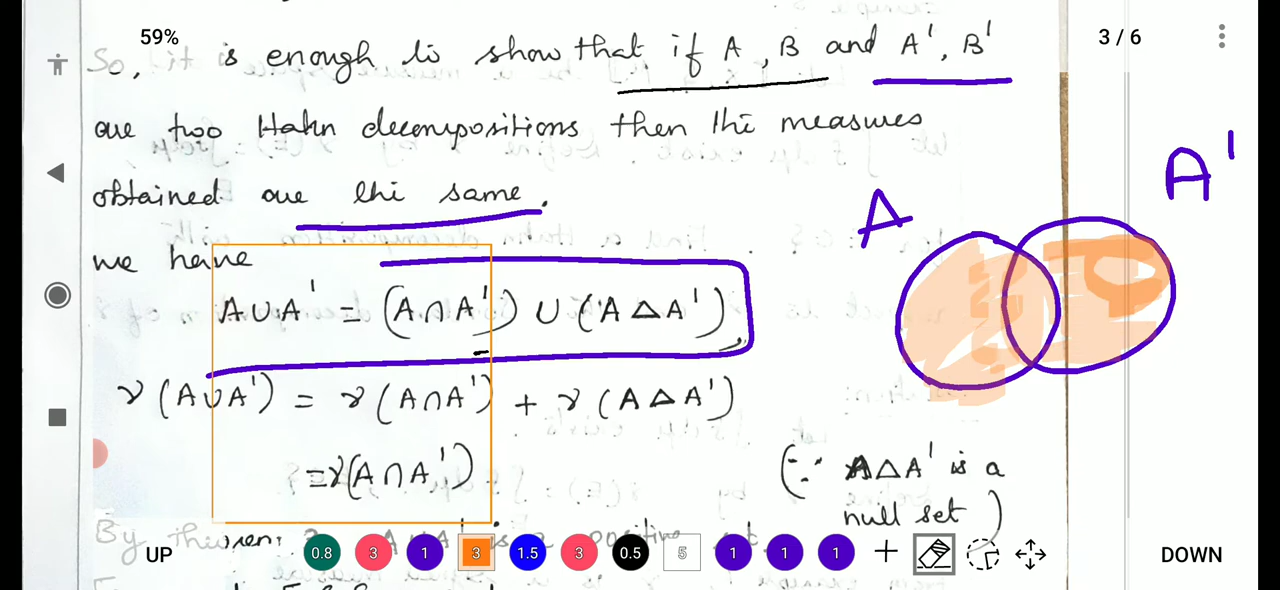 59%
3 / 6
So, it is enough to show that if A, B and A', B'
are two Hahn decompositions then the measures
obtained are the same.
we have
A ∪ A' = (A ∩ A') ∪ (A Δ A')
A
A'
ν (A ∪ A') = ν (A ∩ A') + ν (A Δ A')
= ν (A ∩ A')
(∵ A Δ A' is a
null set)
By
UP
0.8
3
1
3
1.5
3
0.5
5
1
1
1
DOWN